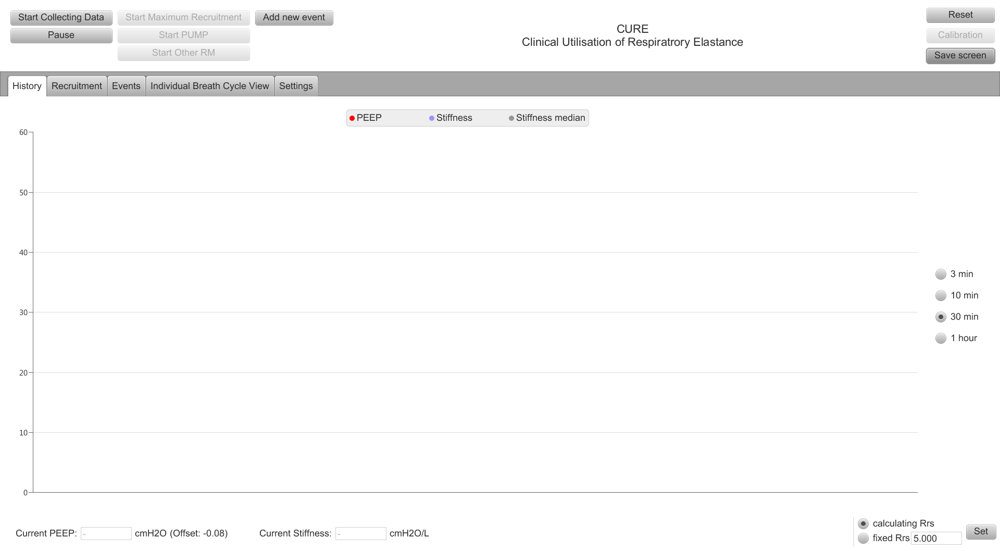 Start Collecting Data
Start Maximum Recruitment
Add new event
Pause
Start PUMP
Start Other RM
CURE
Clinical Utilisation of Respiratrory Elastance
Reset
Calibration
Save screen
History
Recruitment
Events
Individual Breath Cycle View
Settings
PEEP
Stiffness
Stiffness median
60
50
40
30
20
10
0
3 min
10 min
30 min
1 hour
Current PEEP: - cmH2O (Offset: -0.08)
Current Stiffness: - cmH2O/L
calculating Rrs
fixed Rrs 5.000
Set